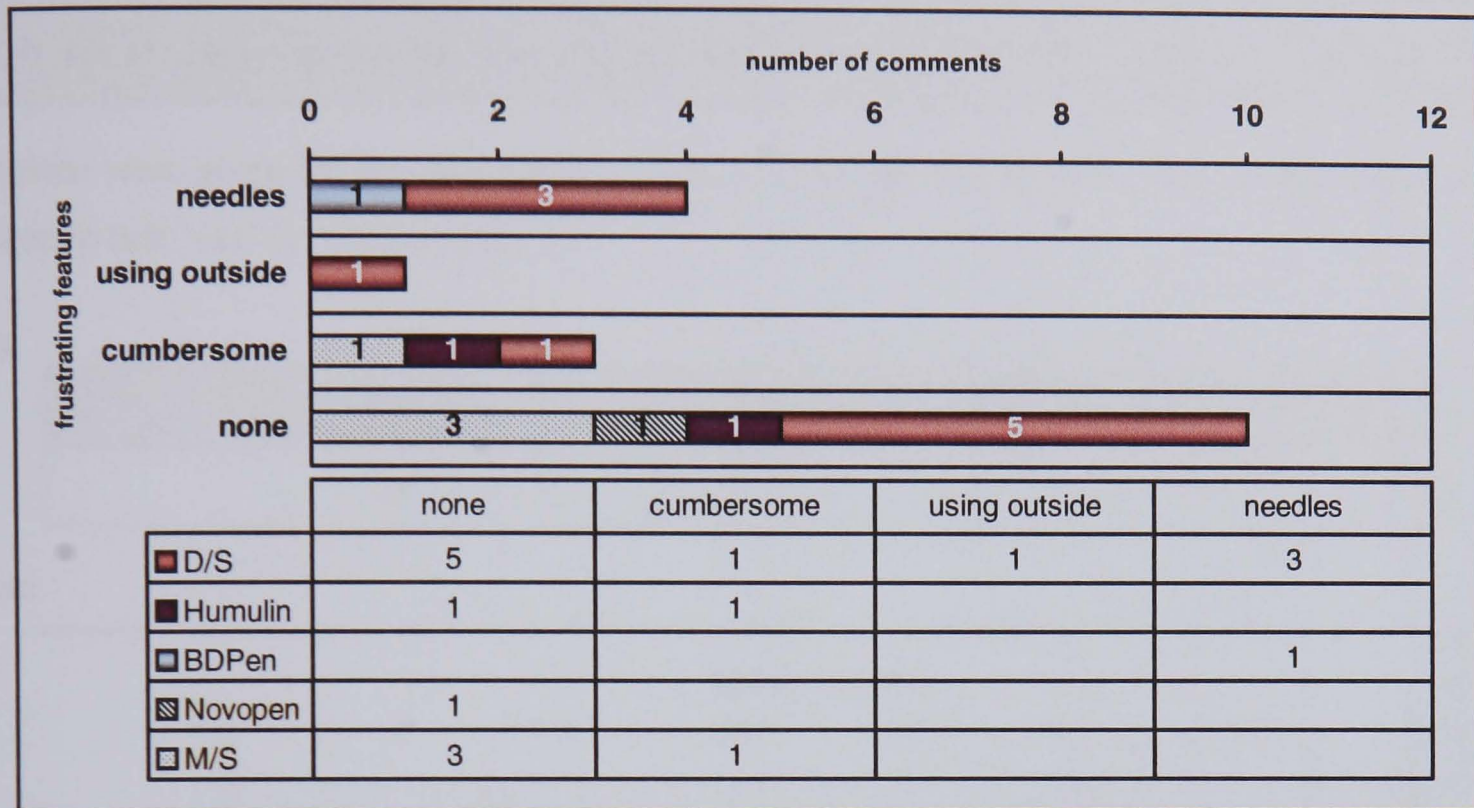 number of comments
0 2 4 6 8 10 12
frustrating features
needles 1 3
using outside 1
cumbersome 1 1 1
none 3 1 1 5
none cumbersome using outside needles
D/S 5 1 1 3
Humulin 1 1
BDPen 1
Novopen 1
M/S 3 1